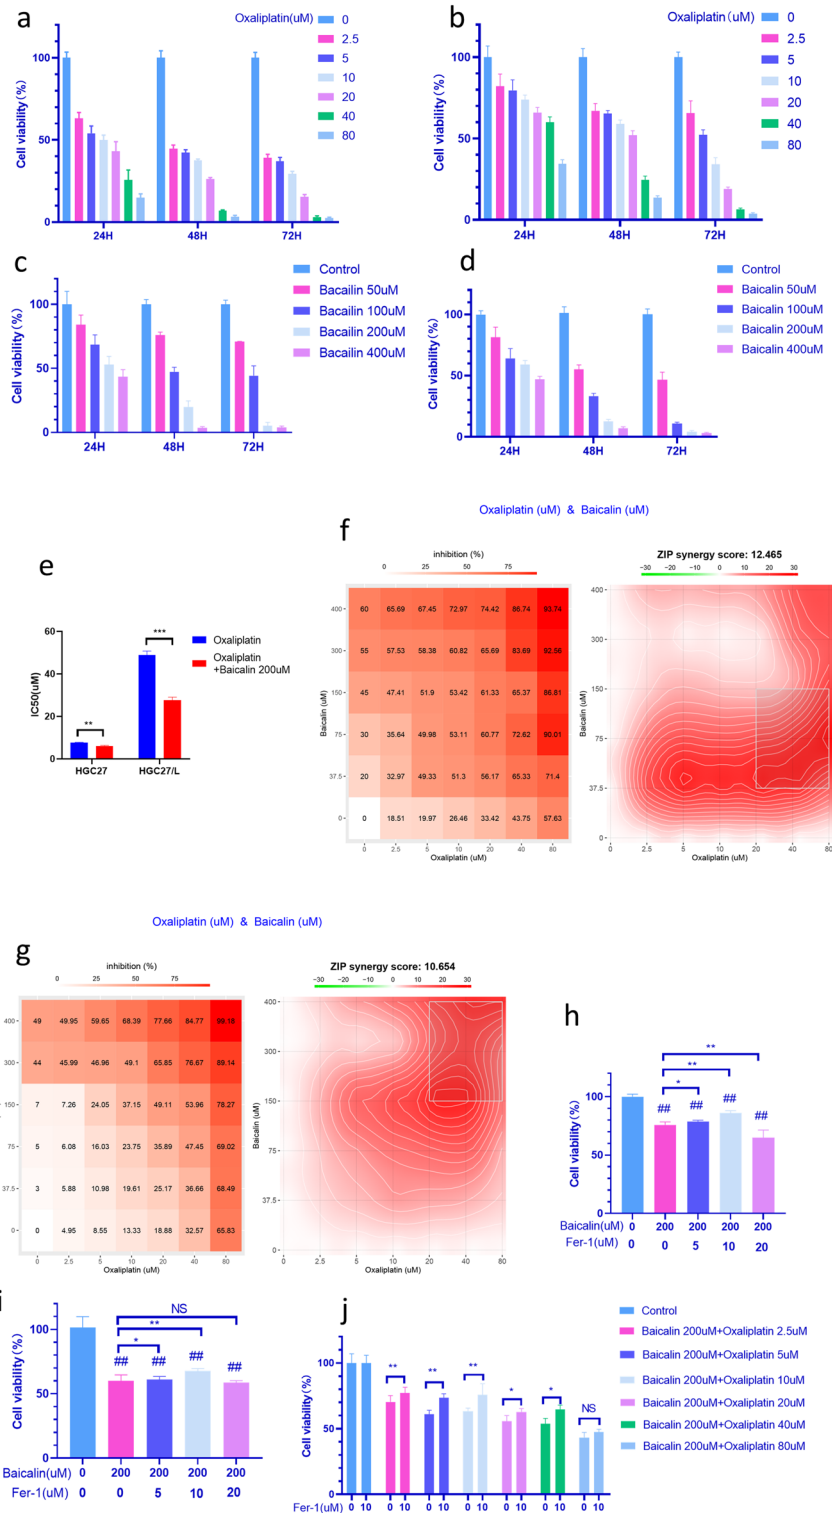 a
Oxaliplatin(uM)
0
2.5
5
10
20
40
80
Cell viability(%)
100
50
0
24H 48H 72H
b
Oxaliplatin(uM)
0
2.5
5
10
20
40
80
Cell viability(%)
100
50
0
24H 48H 72H
c
Control
Bacailin 50uM
Bacailin 100uM
Bacailin 200uM
Bacailin 400uM
Cell viability(%)
100
50
0
24H 48H 72H
d
Control
Baicalin 50uM
Baicalin 100uM
Baicalin 200uM
Baicalin 400uM
Cell viability(%)
100
50
0
24H 48H 72H
e
Oxaliplatin
Oxaliplatin
+Baicalin 200uM
IC50(uM)
60
40
20
0
** ***
HGC27 HGC27/L
Oxaliplatin (uM) & Baicalin (uM)
f
inhibition (%)
0 25 50 75
Baicalin (uM)
400 60 65.69 67.45 72.97 74.42 86.74 93.74
300 55 57.53 58.38 60.82 65.69 83.69 92.56
150 45 47.41 51.9 53.42 61.33 65.37 86.81
75 30 35.64 49.98 53.11 60.77 72.62 90.01
37.5 20 32.97 49.33 51.3 56.17 65.33 71.4
0 0 18.51 19.97 26.46 33.42 43.75 57.63
0 2.5 5 10 20 40 80
Oxaliplatin (uM)
ZIP synergy score: 12.465
−30 −20 −10 0 10 20 30
Baicalin (uM)
400
300
150
75
37.5
0
0 2.5 5 10 20 40 80
Oxaliplatin (uM)
Oxaliplatin (uM) & Baicalin (uM)
g
inhibition (%)
0 25 50 75
400 49 49.95 59.65 68.39 77.66 84.77 99.18
300 44 45.99 46.96 49.1 65.85 76.67 89.14
150 7 7.26 24.05 37.15 49.11 53.96 78.27
75 5 6.08 16.03 23.75 35.89 47.45 69.02
37.5 3 5.88 10.98 19.61 25.17 36.66 68.49
0 0 4.95 8.55 13.33 18.88 32.57 65.83
0 2.5 5 10 20 40 80
Oxaliplatin (uM)
ZIP synergy score: 10.654
−30 −20 −10 0 10 20 30
Baicalin (uM)
400
300
150
75
37.5
0
0 2.5 5 10 20 40 80
Oxaliplatin (uM)
h
Cell viability(%)
100
50
0
**
**
*
## ## ## ##
Baicalin(uM) 0 200 200 200 200
Fer-1(uM) 0 0 5 10 20
i
Cell viability(%)
100
50
0
NS
**
*
## ## ## ##
Baicalin(uM) 0 200 200 200 200
Fer-1(uM) 0 0 5 10 20
j
Control
Baicalin 200uM+Oxaliplatin 2.5uM
Baicalin 200uM+Oxaliplatin 5uM
Baicalin 200uM+Oxaliplatin 10uM
Baicalin 200uM+Oxaliplatin 20uM
Baicalin 200uM+Oxaliplatin 40uM
Baicalin 200uM+Oxaliplatin 80uM
Cell viability(%)
100
50
0
** ** ** * * NS
Fer-1(uM) 0 10 0 10 0 10 0 10 0 10 0 10 0 10